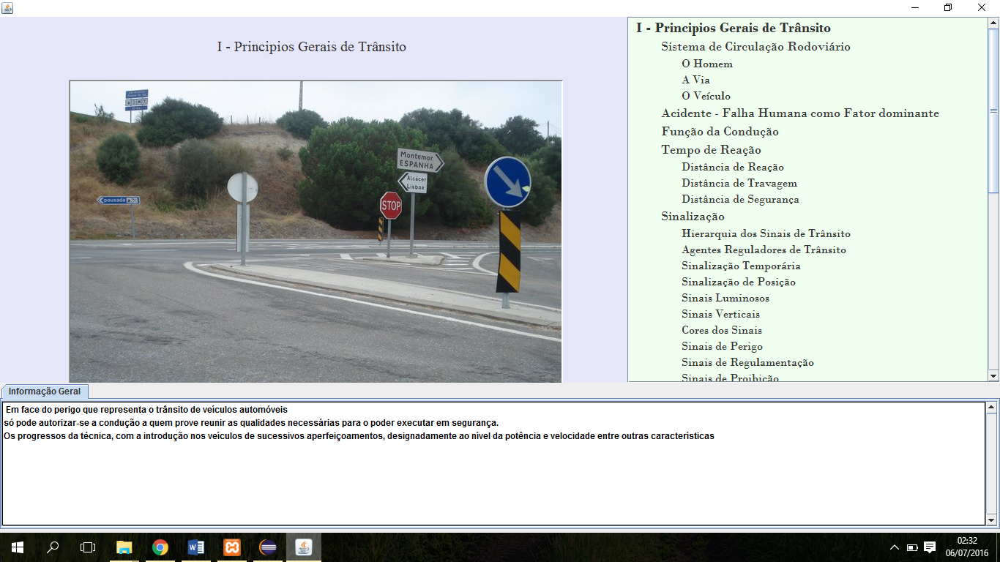 I - Principios Gerais de Trânsito
Montemor
ESPANHA
Alcácer
Lisboa
STOP
pousada
I - Principios Gerais de Trânsito
Sistema de Circulação Rodoviário
O Homem
A Via
O Veículo
Acidente - Falha Humana como Fator dominante
Função da Condução
Tempo de Reação
Distância de Reação
Distância de Travagem
Distância de Segurança
Sinalização
Hierarquia dos Sinais de Trânsito
Agentes Reguladores de Trânsito
Sinalização Temporária
Sinalização de Posição
Sinais Luminosos
Sinais Verticais
Cores dos Sinais
Sinais de Perigo
Sinais de Regulamentação
Sinais de Proibição
Informação Geral
Em face do perigo que representa o trânsito de veículos automóveis
só pode autorizar-se a condução a quem prove reunir as qualidades necessárias para o poder executar em segurança.
Os progressos da técnica, com a introdução nos veículos de sucessivos aperfeiçoamentos, designadamente ao nível da potência e velocidade entre outras características
02:32
06/07/2016